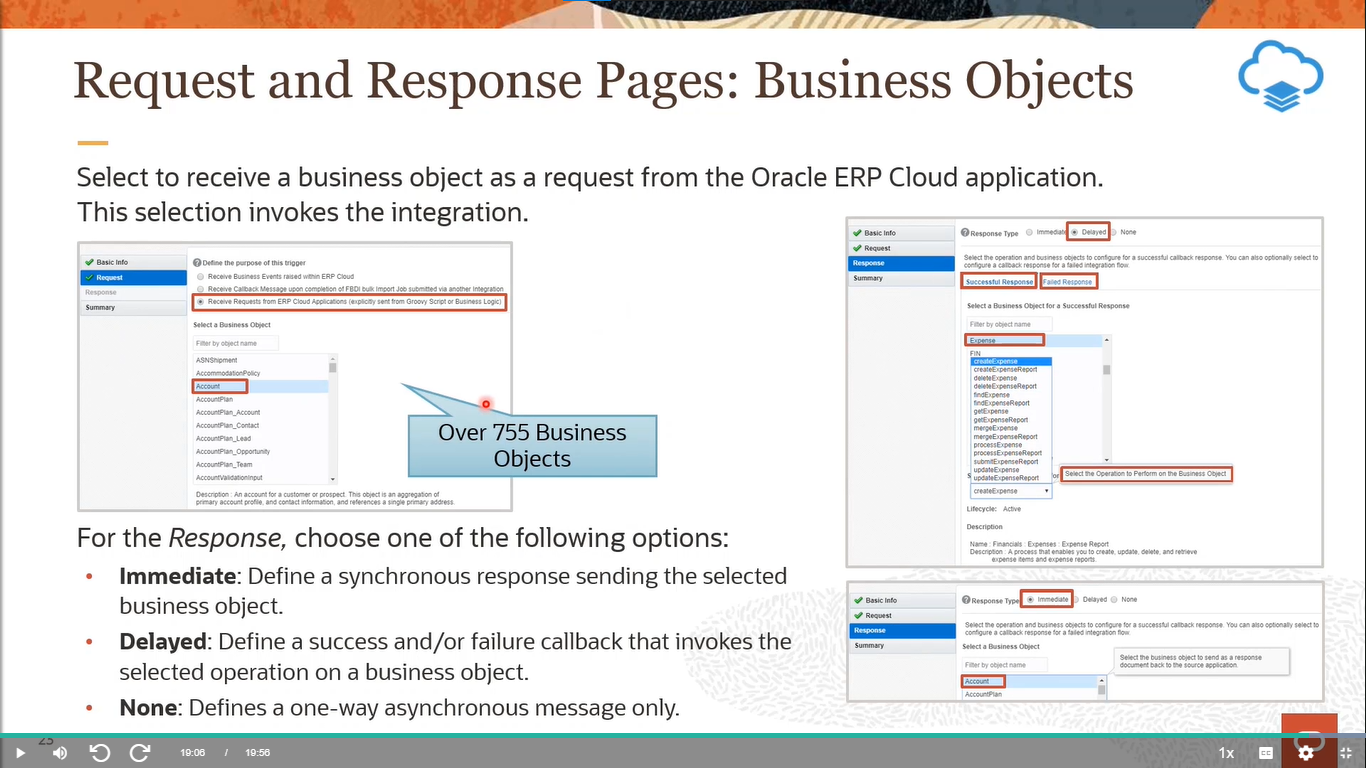 Request and Response Pages: Business Objects
Select to receive a business object as a request from the Oracle ERP Cloud application.
This selection invokes the integration.
Basic Info
Request
Response
Summary
Define the purpose of this trigger
Receive Business Events raised within ERP Cloud
Receive Callback Message upon completion of FBDI bulk Import Job submitted via another Integration
Receive Requests from ERP Cloud Applications (explicitly sent from Groovy Script or Business Logic)
Select a Business Object
Filter by object name
ASNShipment
AccommodationPolicy
Account
AccountPlan
AccountPlan_Account
AccountPlan_Contact
AccountPlan_Lead
AccountPlan_Opportunity
AccountPlan_Team
AccountValidationInput
Description : An account for a customer or prospect. This object is an aggregation of
primary account profile, and contact information, and references a single primary address.
Over 755 Business
Objects
For the Response, choose one of the following options:
• Immediate: Define a synchronous response sending the selected
business object.
• Delayed: Define a success and/or failure callback that invokes the
selected operation on a business object.
• None: Defines a one-way asynchronous message only.
Basic Info
Request
Response
Summary
Response Type Immediate Delayed None
Select the operation and business objects to configure for a successful callback response. You can also optionally select to
configure a callback response for a failed integration flow.
Successful Response Failed Response
Select a Business Object for a Successful Response
Filter by object name
Expense
FIN
createExpense
createExpenseReport
deleteExpense
deleteExpenseReport
findExpense
findExpenseReport
getExpense
getExpenseReport
mergeExpense
mergeExpenseReport
processExpense
processExpenseReport
submitExpenseReport
updateExpense
updateExpenseReport
Select the Operation to Perform on the Business Object
createExpense
Lifecycle: Active
Description
Name : Financials : Expenses : Expense Report
Description : A process that enables you to create, update, delete, and retrieve
expense items and expense reports.
Basic Info
Request
Response
Summary
Response Type Immediate Delayed None
Select the operation and business objects to configure for a successful callback response. You can also optionally select to
configure a callback response for a failed integration flow.
Select a Business Object
Filter by object name
Account
AccountPlan
Select the business object to send as a response
document back to the source application.
23
19:06 / 19:56
1x
CC